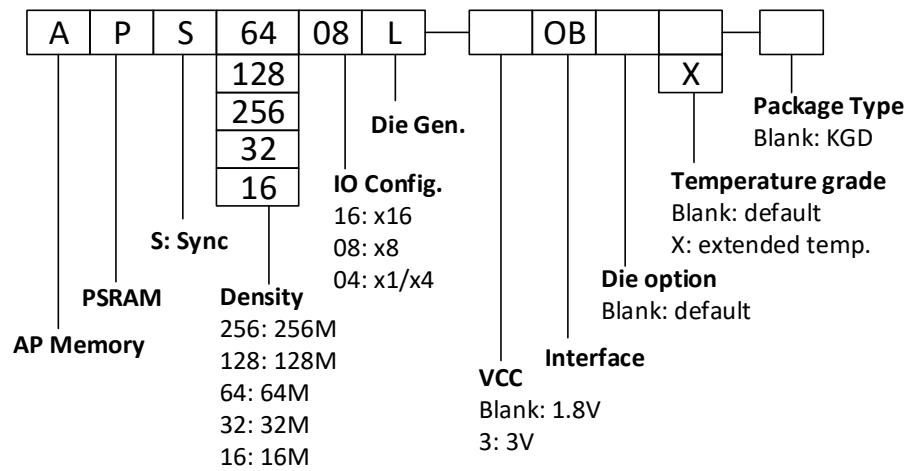 A P S 64 08 L OB
128 X
256
32
16
Die Gen.
Package Type
Blank: KGD
IO Config.
16: x16
08: x8
04: x1/x4
Temperature grade
Blank: default
X: extended temp.
S: Sync
Die option
Blank: default
PSRAM
Density
256: 256M
128: 128M
64: 64M
32: 32M
16: 16M
AP Memory
Interface
VCC
Blank: 1.8V
3: 3V